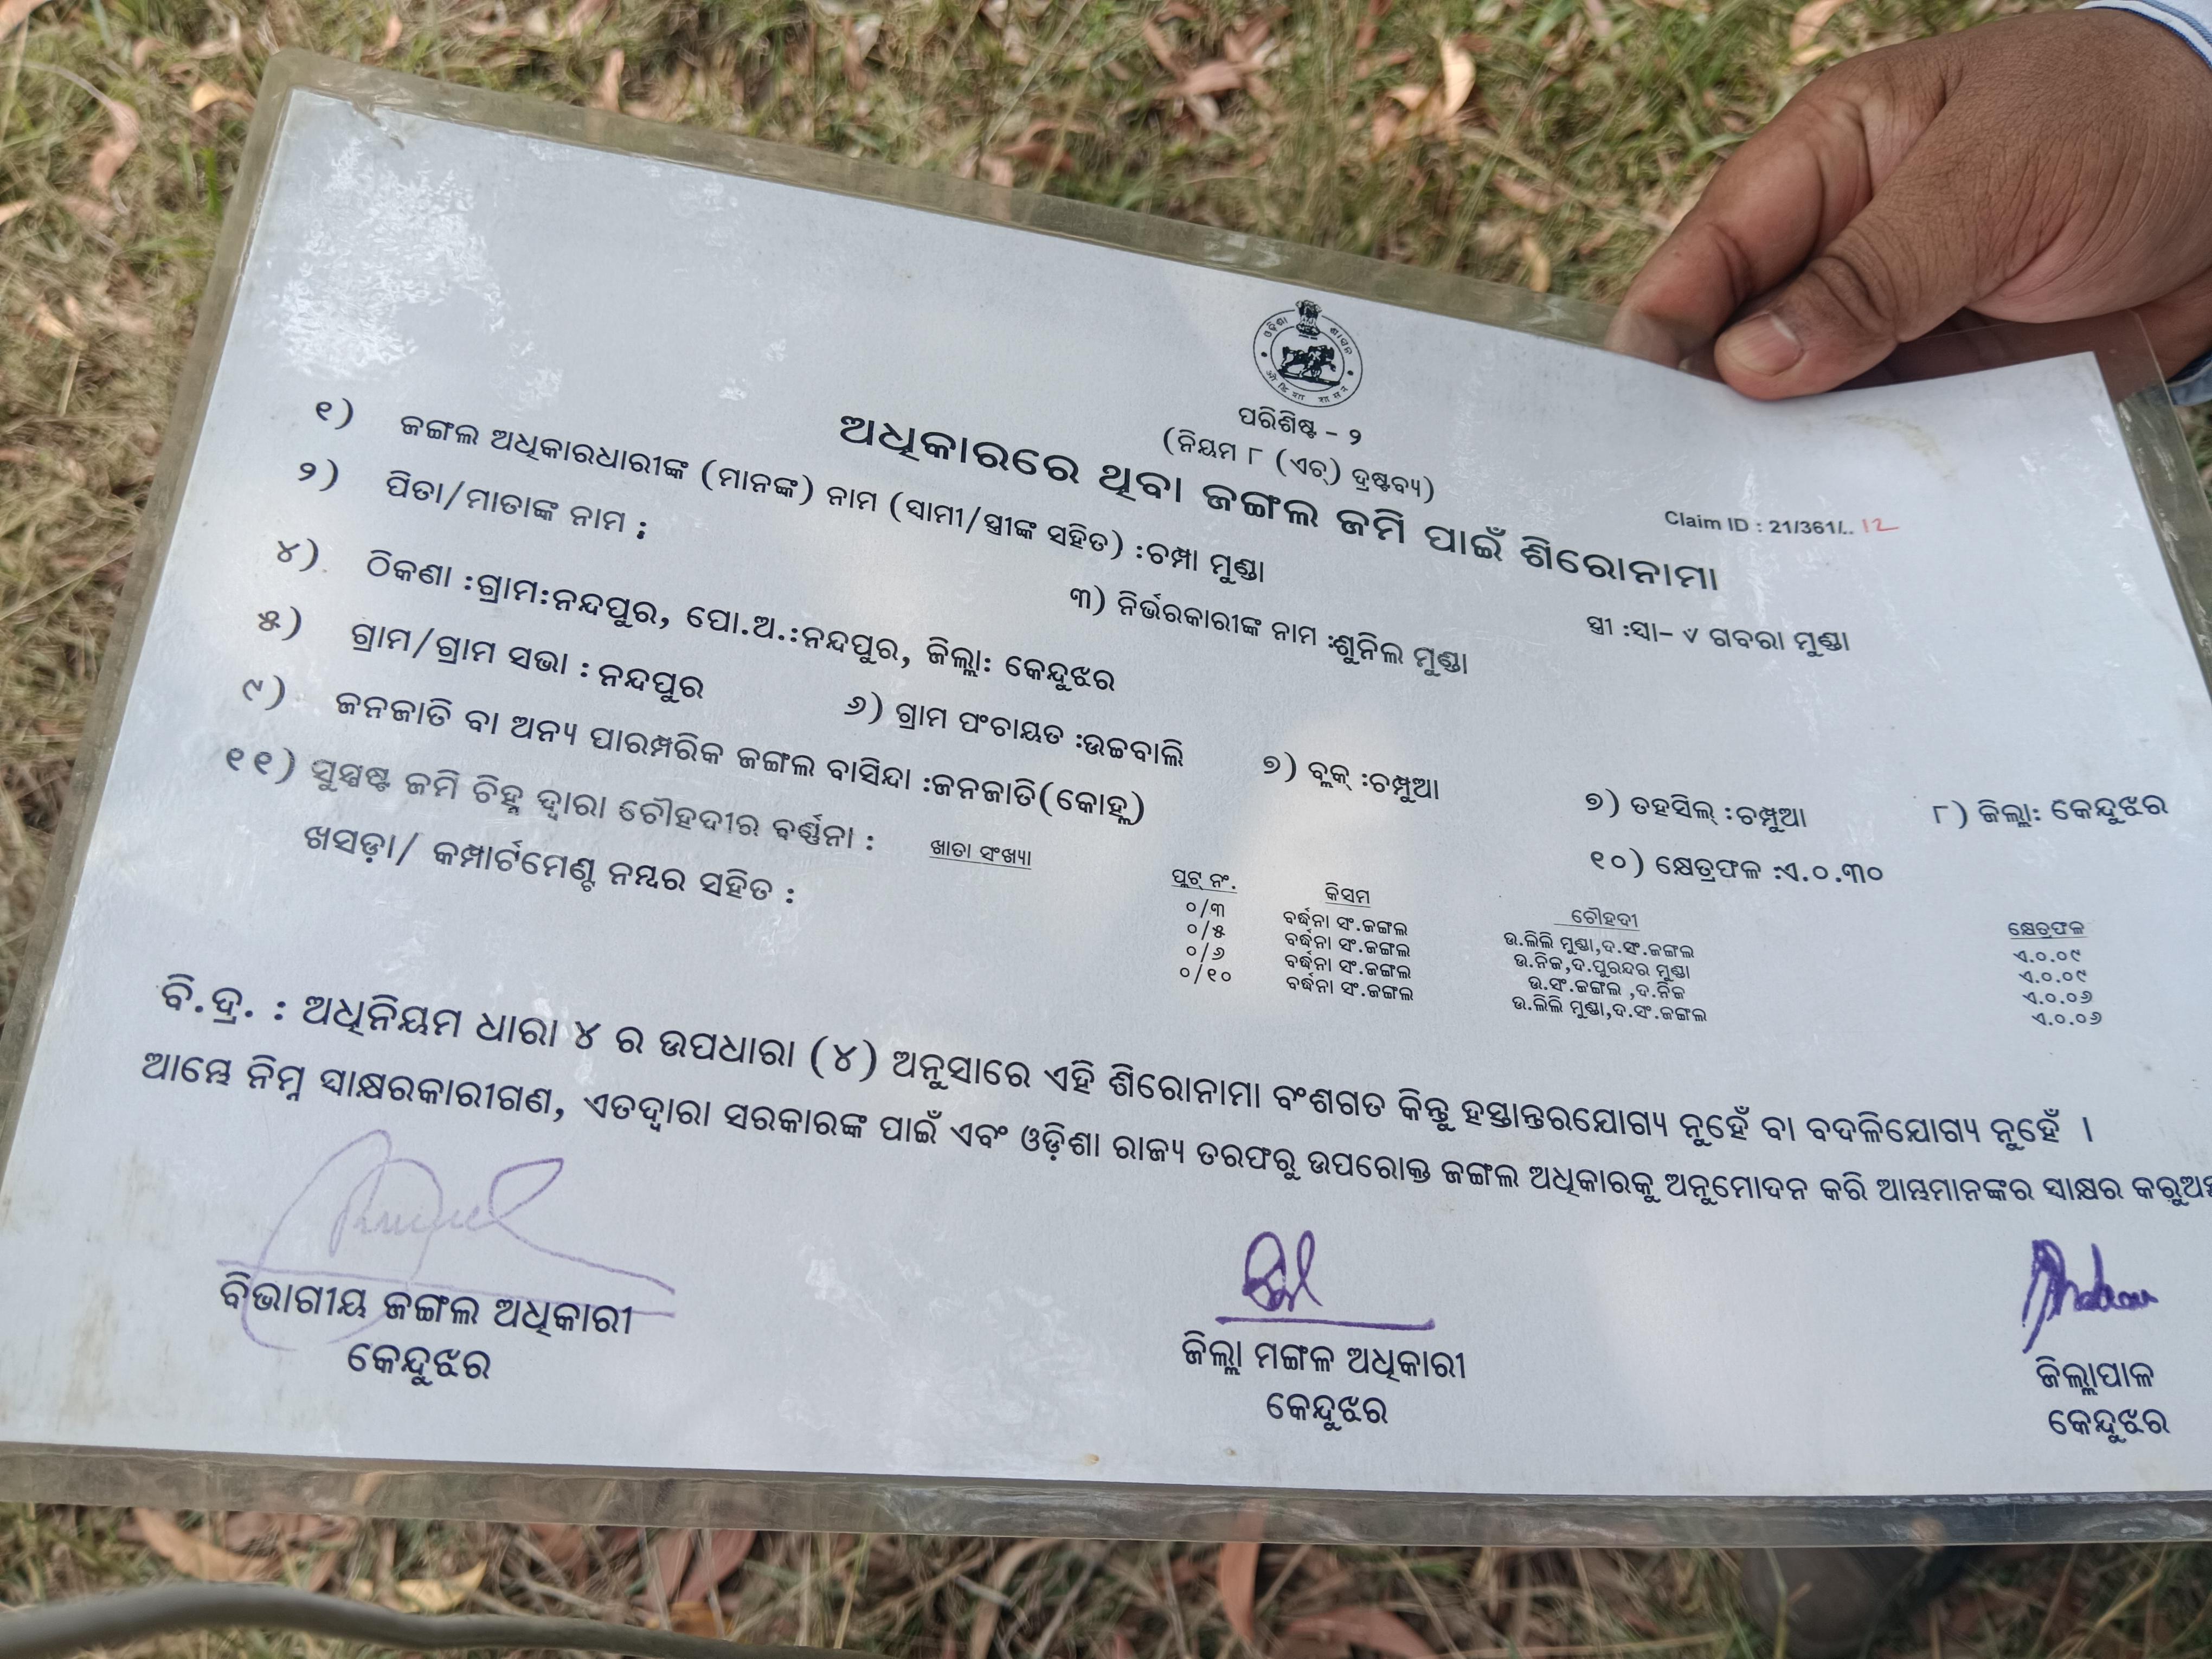 ଓଡ଼ିଶା ଶାସନ
ओड़िशा शासन
ପରିଶିଷ୍ଟ - ୨
(ନିୟମ ୮ (ଏଚ୍) ଦ୍ରଷ୍ଟବ୍ୟ)
ଅଧିକାରରେ ଥିବା ଜଙ୍ଗଲ ଜମି ପାଇଁ ଶିରୋନାମା
Claim ID : 21/361/.. 12
୧) ଜଙ୍ଗଲ ଅଧିକାରଧାରୀଙ୍କ (ମାନଙ୍କ) ନାମ (ସ୍ୱାମୀ/ସ୍ତ୍ରୀଙ୍କ ସହିତ) :ଚମ୍ପା ମୁଣ୍ଡା ସ୍ତ୍ରୀ :ସ୍ୱା- ୰ ଗବରା ମୁଣ୍ଡା
୨) ପିତା/ମାତାଙ୍କ ନାମ : ୩) ନିର୍ଭରକାରୀଙ୍କ ନାମ :ଶୁନିଲ ମୁଣ୍ଡା
୪) ଠିକଣା :ଗ୍ରାମ:ନନ୍ଦପୁର, ପୋ.ଅ.:ନନ୍ଦପୁର, ଜିଲ୍ଲା: କେନ୍ଦୁଝର
୫) ଗ୍ରାମ/ଗ୍ରାମ ସଭା : ନନ୍ଦପୁର ୬) ଗ୍ରାମ ପଂଚାୟତ :ଉଚ୍ଚବାଲି ୭) ବ୍ଲକ୍ :ଚମ୍ପୁଆ ୭) ତହସିଲ୍ :ଚମ୍ପୁଆ ୮) ଜିଲ୍ଲା: କେନ୍ଦୁଝର
୯) ଜନଜାତି ବା ଅନ୍ୟ ପାରମ୍ପରିକ ଜଙ୍ଗଲ ବାସିନ୍ଦା :ଜନଜାତି(କୋହ୍ଲ) ୧୦) କ୍ଷେତ୍ରଫଳ :ଏ.୦.୩୦
୧୧) ସୁସ୍ପଷ୍ଟ ଜମି ଚିହ୍ନ ଦ୍ୱାରା ଚୌହଦୀର ବର୍ଣ୍ଣନା :
ଖସଡ଼ା/ କମ୍ପାର୍ଟମେଣ୍ଟ ନମ୍ବର ସହିତ :
ଖାତା ସଂଖ୍ୟା ପ୍ଲଟ୍ ନଂ. କିସମ ଚୌହଦୀ କ୍ଷେତ୍ରଫଳ
୦/୩ ବର୍ଦ୍ଧନା ସଂ.ଜଙ୍ଗଲ ଉ.ଲିଲି ମୁଣ୍ଡା,ଦ.ସଂ.ଜଙ୍ଗଲ ଏ.୦.୦୯
୦/୫ ବର୍ଦ୍ଧନା ସଂ.ଜଙ୍ଗଲ ଉ.ନିଜ,ଦ.ପୁରନ୍ଦର ମୁଣ୍ଡା ଏ.୦.୦୯
୦/୬ ବର୍ଦ୍ଧନା ସଂ.ଜଙ୍ଗଲ ଉ.ସଂ.ଜଙ୍ଗଲ ,ଦ.ନିଜ ଏ.୦.୦୬
୦/୧୦ ବର୍ଦ୍ଧନା ସଂ.ଜଙ୍ଗଲ ଉ.ଲିଲି ମୁଣ୍ଡା,ଦ.ସଂ.ଜଙ୍ଗଲ ଏ.୦.୦୬
ବି.ଦ୍ର. : ଅଧିନିୟମ ଧାରା ୪ ର ଉପଧାରା (୪) ଅନୁସାରେ ଏହି ଶିରୋନାମା ବଂଶଗତ କିନ୍ତୁ ହସ୍ତାନ୍ତରଯୋଗ୍ୟ ନୁହେଁ ବା ବଦଳିଯୋଗ୍ୟ ନୁହେଁ ।
ଆମ୍ଭେ ନିମ୍ନ ସ୍ୱାକ୍ଷରକାରୀଗଣ, ଏତଦ୍ୱାରା ସରକାରଙ୍କ ପାଇଁ ଏବଂ ଓଡ଼ିଶା ରାଜ୍ୟ ତରଫରୁ ଉପରୋକ୍ତ ଜଙ୍ଗଲ ଅଧିକାରକୁ ଅନୁମୋଦନ କରି ଆମ୍ଭମାନଙ୍କର ସ୍ୱାକ୍ଷର
ବିଭାଗୀୟ ଜଙ୍ଗଲ ଅଧିକାରୀ
କେନ୍ଦୁଝର
ଜିଲ୍ଲା ମଙ୍ଗଳ ଅଧିକାରୀ
କେନ୍ଦୁଝର
ଜିଲ୍ଲାପାଳ
କେନ୍ଦୁଝର